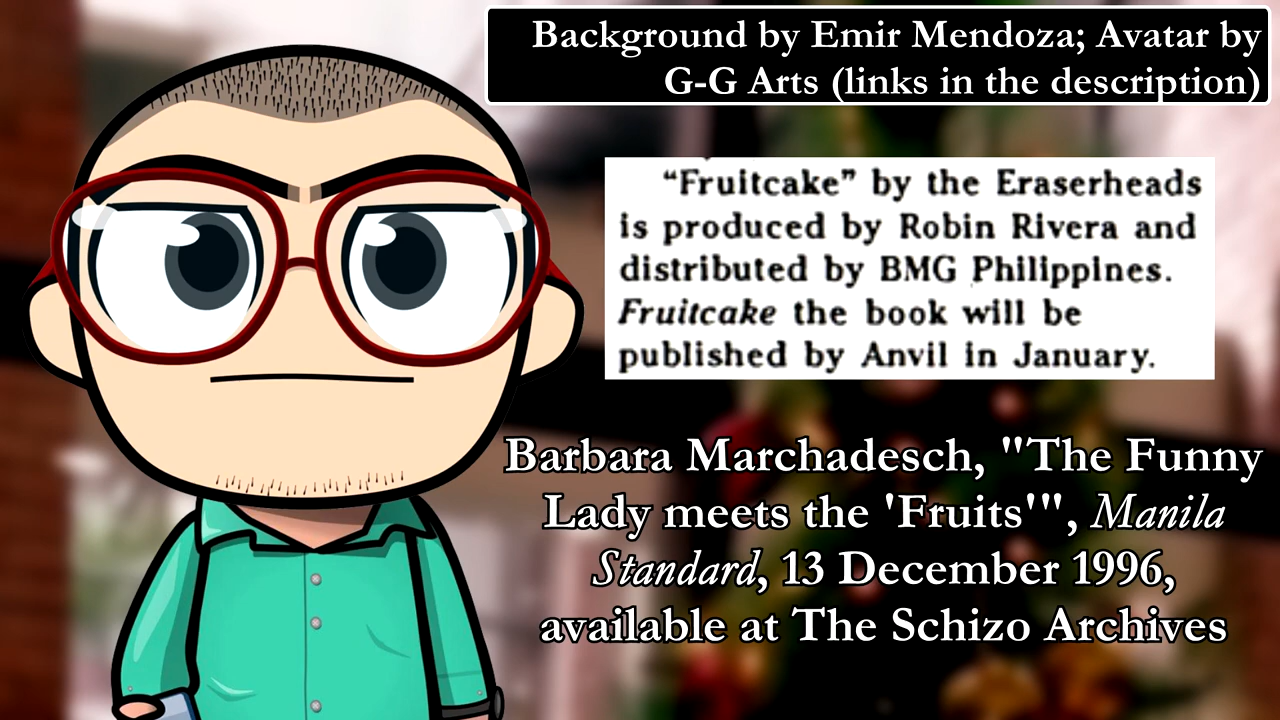 Background by Emir Mendoza; Avatar by
G-G Arts (links in the description)
"Fruitcake" by the Eraserheads
is produced by Robin Rivera and
distributed by BMG Philippines.
Fruitcake the book will be
published by Anvil in January.
Barbara Marchadesch, "The Funny
Lady meets the 'Fruits'", Manila
Standard, 13 December 1996,
available at The Schizo Archives